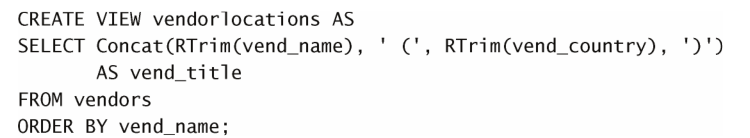 CREATE VIEW vendorlocations AS
SELECT Concat(RTrim(vend_name), ' (', RTrim(vend_country), ')')
       AS vend_title
FROM vendors
ORDER BY vend_name;